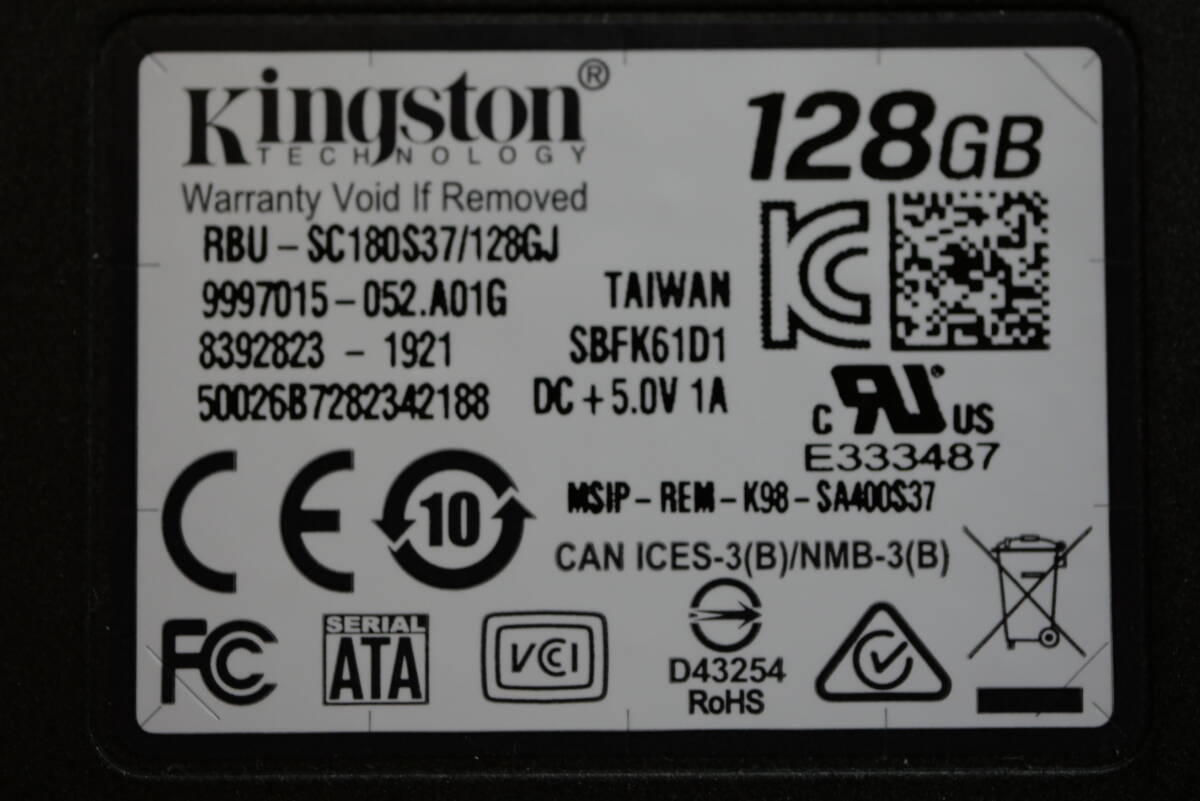 Kingston®
TECHNOLOGY
128GB
Warranty Void If Removed
RBU-SC180S37/128GJ
9997015-052.A01G
TAIWAN
8392823 - 1921
SBFK61D1
50026B7282342188
DC+5.0V 1A
C US
E333487
10
MSIP-REM-K98-SA400S37
CAN ICES-3(B)/NMB-3(B)
FC
SERIAL
ATA
VCCI
D43254
RoHS